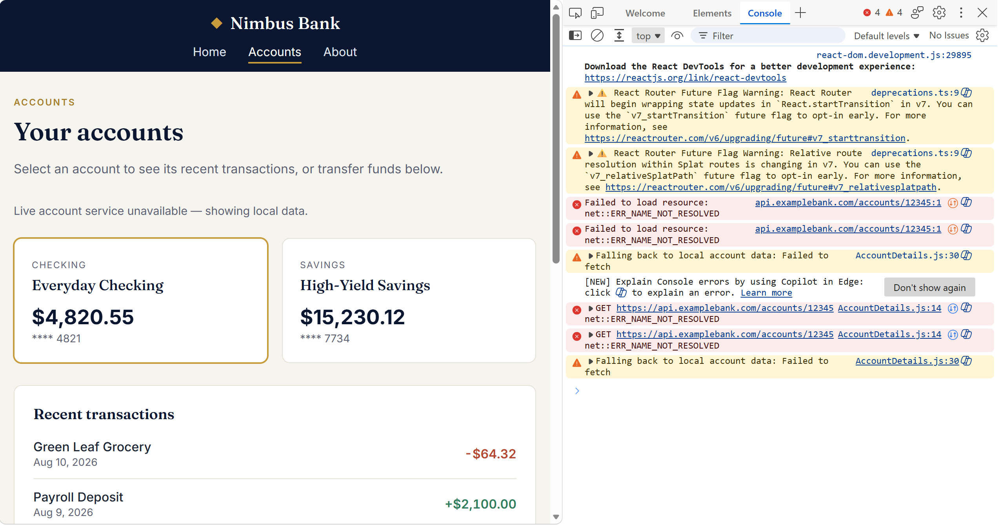 Nimbus Bank
Home Accounts About
ACCOUNTS
Your accounts
Select an account to see its recent transactions, or transfer funds below.
Live account service unavailable — showing local data.
CHECKING
Everyday Checking
$4,820.55
**** 4821
SAVINGS
High-Yield Savings
$15,230.12
**** 7734
Recent transactions
Green Leaf Grocery
Aug 10, 2026
-$64.32
Payroll Deposit
Aug 9, 2026
+$2,100.00
Welcome Elements Console 4 4
top Filter Default levels No Issues
react-dom.development.js:29895
Download the React DevTools for a better development experience:
https://reactjs.org/link/react-devtools
React Router Future Flag Warning: React Router deprecations.ts:9
will begin wrapping state updates in `React.startTransition` in v7. You can
use the `v7_startTransition` future flag to opt-in early. For more
information, see
https://reactrouter.com/v6/upgrading/future#v7_starttransition.
React Router Future Flag Warning: Relative route deprecations.ts:9
resolution within Splat routes is changing in v7. You can use the
`v7_relativeSplatPath` future flag to opt-in early. For more information,
see https://reactrouter.com/v6/upgrading/future#v7_relativesplatpath.
Failed to load resource: api.examplebank.com/accounts/12345:1
net::ERR_NAME_NOT_RESOLVED
Failed to load resource: api.examplebank.com/accounts/12345:1
net::ERR_NAME_NOT_RESOLVED
Falling back to local account data: Failed to AccountDetails.js:30
fetch
[NEW] Explain Console errors by using Copilot in Edge:
click to explain an error. Learn more
Don't show again
GET https://api.examplebank.com/accounts/12345 AccountDetails.js:14
net::ERR_NAME_NOT_RESOLVED
GET https://api.examplebank.com/accounts/12345 AccountDetails.js:14
net::ERR_NAME_NOT_RESOLVED
Falling back to local account data: Failed to AccountDetails.js:30
fetch